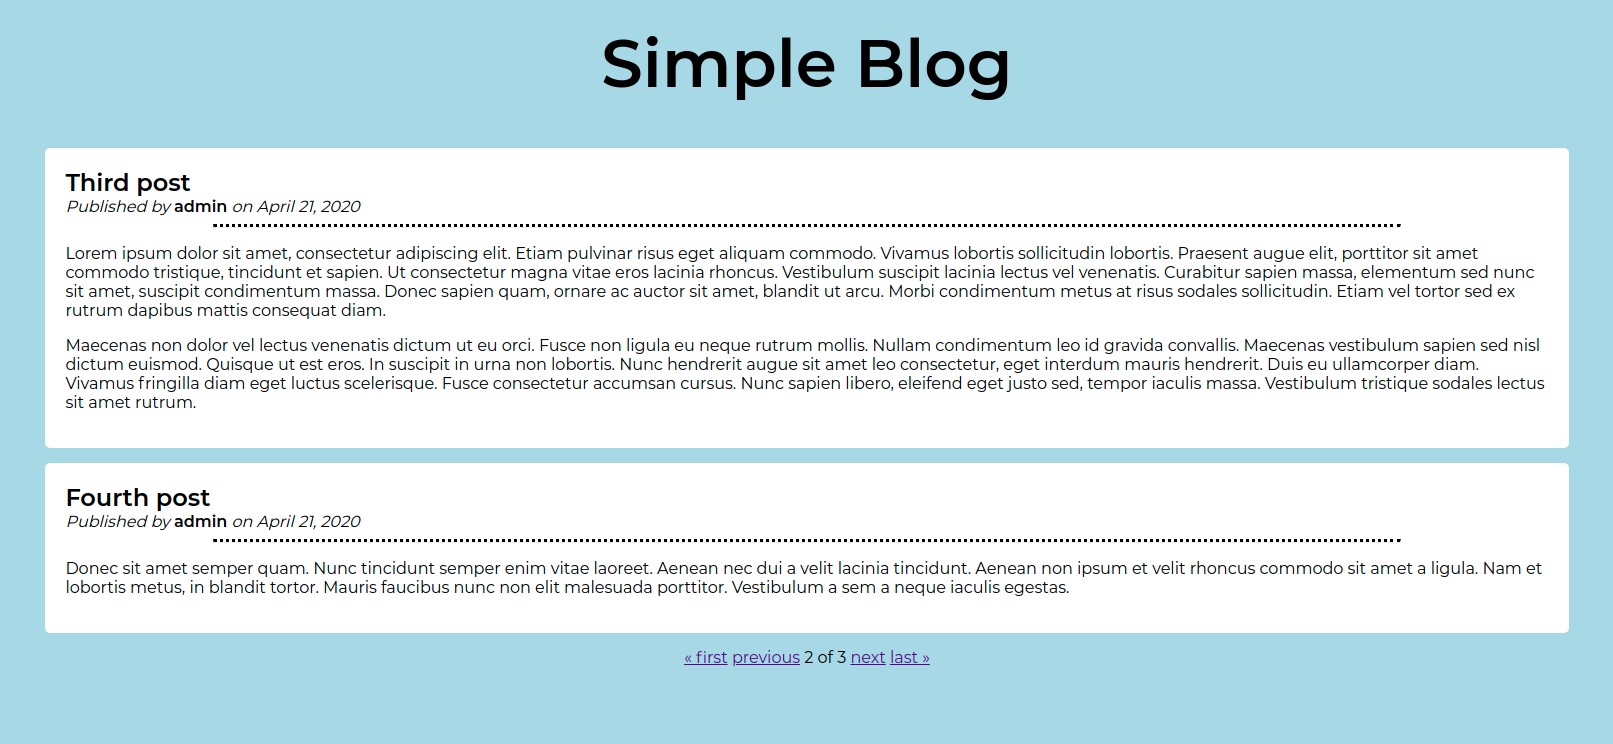 Simple Blog
Third post
Published by admin on April 21, 2020
Lorem ipsum dolor sit amet, consectetur adipiscing elit. Etiam pulvinar risus eget aliquam commodo. Vivamus lobortis sollicitudin lobortis. Praesent augue elit, porttitor sit amet
commodo tristique, tincidunt et sapien. Ut consectetur magna vitae eros lacinia rhoncus. Vestibulum suscipit lacinia lectus vel venenatis. Curabitur sapien massa, elementum sed nunc
sit amet, suscipit condimentum massa. Donec sapien quam, ornare ac auctor sit amet, blandit ut arcu. Morbi condimentum metus at risus sodales sollicitudin. Etiam vel tortor sed ex
rutrum dapibus mattis consequat diam.
Maecenas non dolor vel lectus venenatis dictum ut eu orci. Fusce non ligula eu neque rutrum mollis. Nullam condimentum leo id gravida convallis. Maecenas vestibulum sapien sed nisl
dictum euismod. Quisque ut est eros. In suscipit in urna non lobortis. Nunc hendrerit augue sit amet leo consectetur, eget interdum mauris hendrerit. Duis eu ullamcorper diam.
Vivamus fringilla diam eget luctus scelerisque. Fusce consectetur accumsan cursus. Nunc sapien libero, eleifend eget justo sed, tempor iaculis massa. Vestibulum tristique sodales lectus
sit amet rutrum.
Fourth post
Published by admin on April 21, 2020
Donec sit amet semper quam. Nunc tincidunt semper enim vitae laoreet. Aenean nec dui a velit lacinia tincidunt. Aenean non ipsum et velit rhoncus commodo sit amet a ligula. Nam et
lobortis metus, in blandit tortor. Mauris faucibus nunc non elit malesuada porttitor. Vestibulum a sem a neque iaculis egestas.
« first previous 2 of 3 next last »